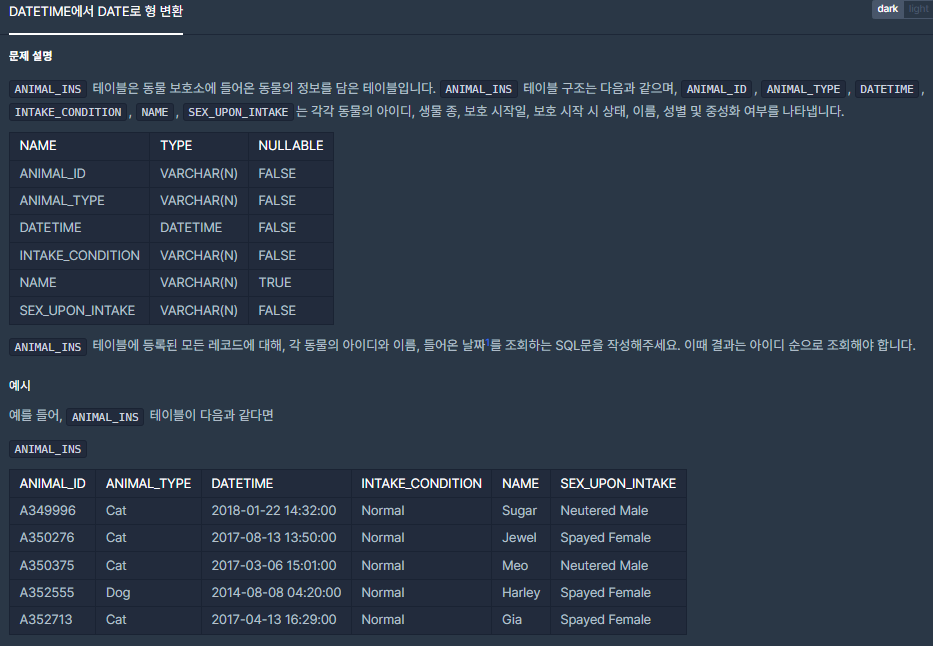 DATETIME에서 DATE로 형 변환
dark light
문제 설명
ANIMAL_INS 테이블은 동물 보호소에 들어온 동물의 정보를 담은 테이블입니다. ANIMAL_INS 테이블 구조는 다음과 같으며, ANIMAL_ID , ANIMAL_TYPE , DATETIME ,
INTAKE_CONDITION , NAME , SEX_UPON_INTAKE 는 각각 동물의 아이디, 생물 종, 보호 시작일, 보호 시작 시 상태, 이름, 성별 및 중성화 여부를 나타냅니다.
NAME TYPE NULLABLE
ANIMAL_ID VARCHAR(N) FALSE
ANIMAL_TYPE VARCHAR(N) FALSE
DATETIME DATETIME FALSE
INTAKE_CONDITION VARCHAR(N) FALSE
NAME VARCHAR(N) TRUE
SEX_UPON_INTAKE VARCHAR(N) FALSE
ANIMAL_INS 테이블에 등록된 모든 레코드에 대해, 각 동물의 아이디와 이름, 들어온 날짜1를 조회하는 SQL문을 작성해주세요. 이때 결과는 아이디 순으로 조회해야 합니다.
예시
예를 들어, ANIMAL_INS 테이블이 다음과 같다면
ANIMAL_INS
ANIMAL_ID ANIMAL_TYPE DATETIME INTAKE_CONDITION NAME SEX_UPON_INTAKE
A349996 Cat 2018-01-22 14:32:00 Normal Sugar Neutered Male
A350276 Cat 2017-08-13 13:50:00 Normal Jewel Spayed Female
A350375 Cat 2017-03-06 15:01:00 Normal Meo Neutered Male
A352555 Dog 2014-08-08 04:20:00 Normal Harley Spayed Female
A352713 Cat 2017-04-13 16:29:00 Normal Gia Spayed Female